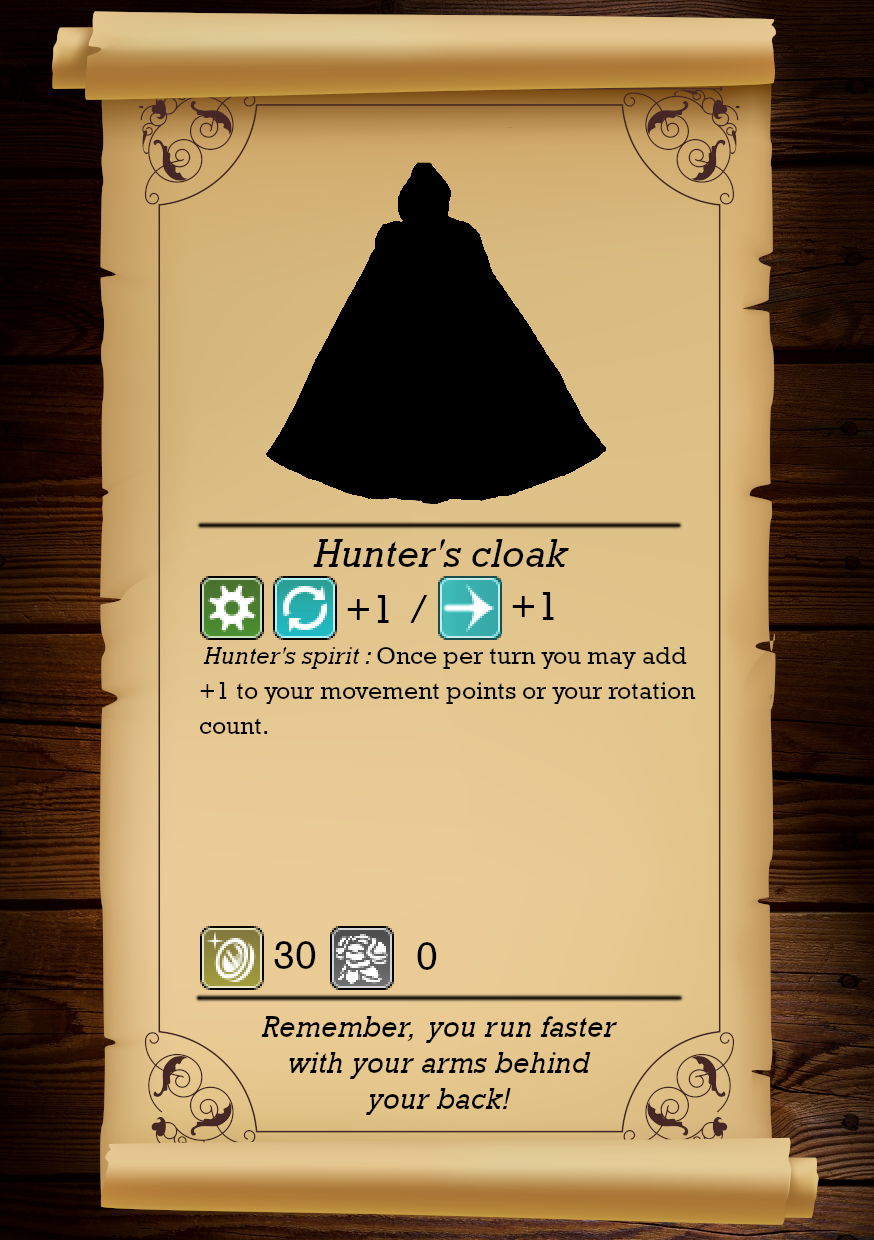 Hunter's cloak
+1 / +1
Hunter's spirit : Once per turn you may add
+1 to your movement points or your rotation
count.
30 0
Remember, you run faster
with your arms behind
your back!